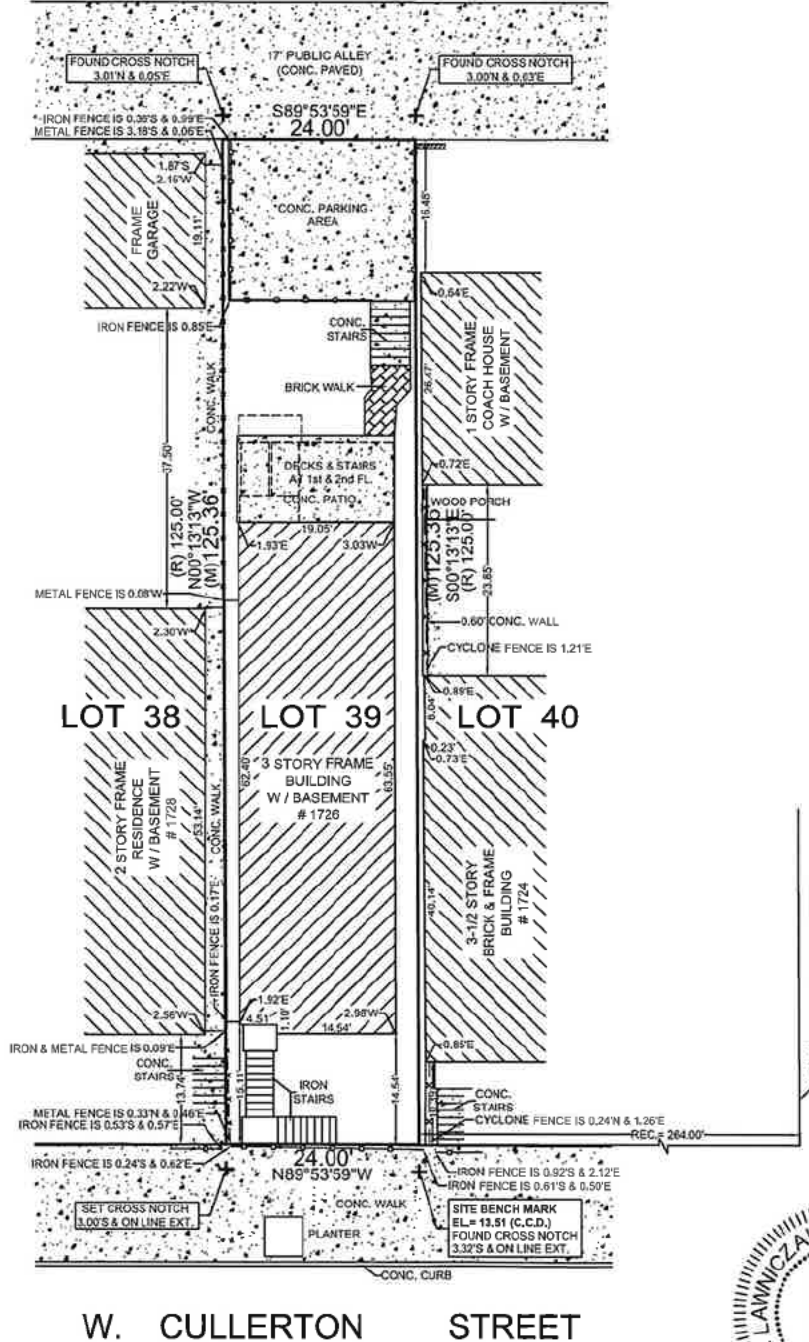 17' PUBLIC ALLEY
(CONC. PAVED)
FOUND CROSS NOTCH
3.01'N & 0.05'E
FOUND CROSS NOTCH
3.00'N & 0.03'E
S89°53'59"E
24.00'
METAL FENCE IS 3.18'S & 0.06'E
1.87'S
2.16'W
16.48'
CONC. PARKING
AREA
FRAME
GARAGE
19.11'
2.22'W
0.64'E
IRON FENCE IS 0.85'E
CONC.
STAIRS
BRICK WALK
CONC. WALK
1 STORY FRAME
COACH HOUSE
W / BASEMENT
26.47'
0.72'E
DECKS & STAIRS
AT 1st & 2nd FL.
CONC. PATIO
WOOD PORCH
(R) 125.00'
N00°13'13"W
(M)125.36'
(M)125.35'
S00°13'13"E
(R) 125.00'
23.85'
19.05'
1.93'E
3.03'W
METAL FENCE IS 0.08'W
2.30'W
0.60' CONC. WALL
CYCLONE FENCE IS 1.21'E
0.89'E
8.04'
LOT 38
LOT 39
LOT 40
0.23'
0.73'E
3 STORY FRAME
BUILDING
W / BASEMENT
# 1726
62.40'
63.55'
2 STORY FRAME
RESIDENCE
W / BASEMENT
# 1728
53.14'
CONC. WALK
3-1/2 STORY
BRICK & FRAME
BUILDING
# 1724
40.14'
IRON FENCE IS 0.17'E
2.56'W
1.92'E
4.51'
1.10'
14.54'
2.98'W
IRON & METAL FENCE IS 0.09'E
0.85'E
CONC.
STAIRS
13.74'
15.11'
IRON
STAIRS
14.54'
CONC.
STAIRS
METAL FENCE IS 0.33'N & 0.46'E
IRON FENCE IS 0.53'S & 0.57'E
CYCLONE FENCE IS 0.24'N & 1.26'E
REC.= 264.00'
IRON FENCE IS 0.24'S & 0.62'E
24.00'
N89°53'59"W
IRON FENCE IS 0.92'S & 2.12'E
IRON FENCE IS 0.61'S & 0.50'E
SET CROSS NOTCH
3.00'S & ON LINE EXT.
CONC. WALK
PLANTER
SITE BENCH MARK
EL.= 13.51 (C.C.D.)
FOUND CROSS NOTCH
3.32'S & ON LINE EXT.
CONC. CURB
W. CULLERTON STREET